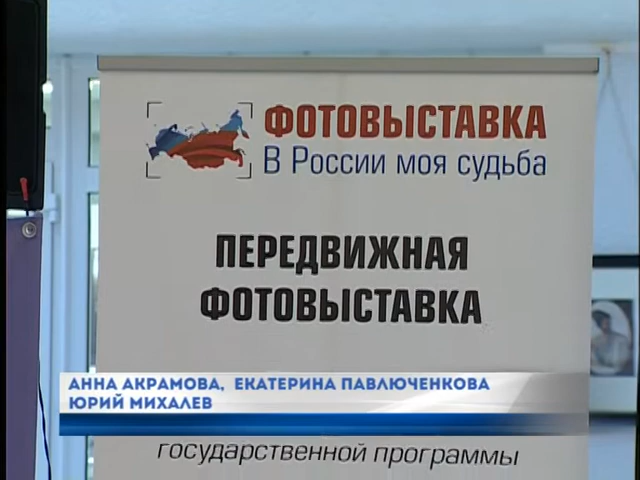 ФОТОВЫСТАВКА
В России моя судьба
ПЕРЕДВИЖНАЯ
ФОТОВЫСТАВКА
АННА АКРАМОВА, ЕКАТЕРИНА ПАВЛЮЧЕНКОВА
ЮРИЙ МИХАЛЕВ
государственной программы